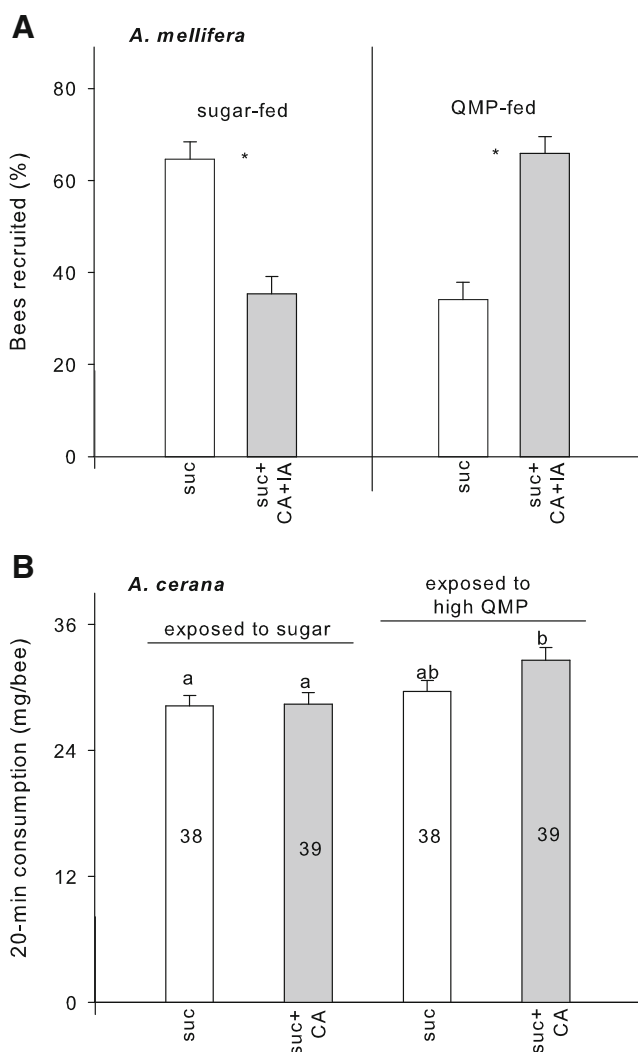 A
A. mellifera
sugar-fed
QMP-fed
*
*
80
60
40
20
0
Bees recruited (%)
suc
suc+
CA+IA
suc
suc+
CA+IA
B
A. cerana
exposed to
high QMP
exposed to sugar
36
24
12
0
20-min consumption (mg/bee)
a
a
ab
b
38
39
38
39
suc
suc+
CA
suc
suc+
CA